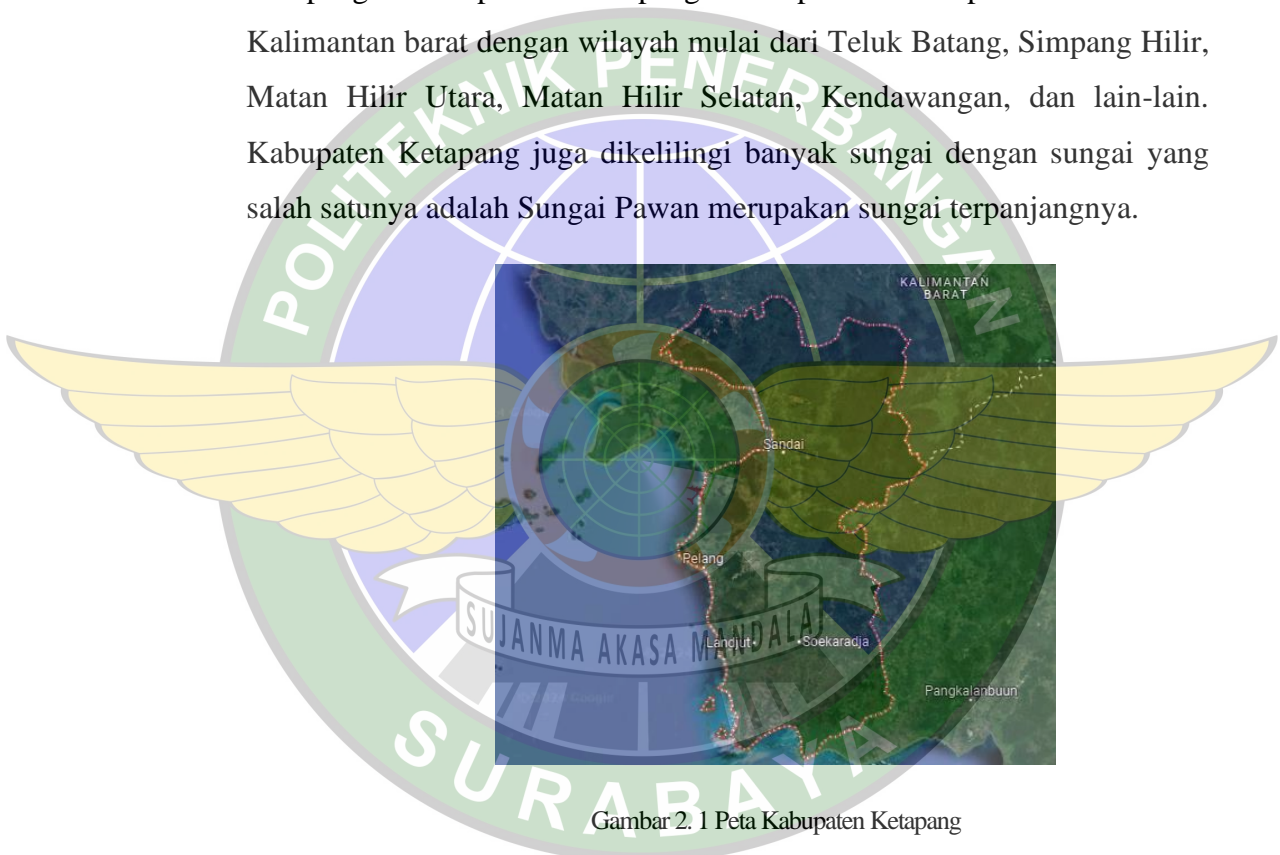 Kalimantan barat dengan wilayah mulai dari Teluk Batang, Simpang Hilir,
Matan Hilir Utara, Matan Hilir Selatan, Kendawangan, dan lain-lain.
Kabupaten Ketapang juga dikelilingi banyak sungai dengan sungai yang
salah satunya adalah Sungai Pawan merupakan sungai terpanjangnya.
POLITEKNIK PENERBANGAN
KALIMANTAN
BARAT
Sandai
Pelang
SUJANMA AKASA MANDALA
Landjut
Soekaradja
Pangkalanbuun
SURABAYA
Gambar 2. 1 Peta Kabupaten Ketapang